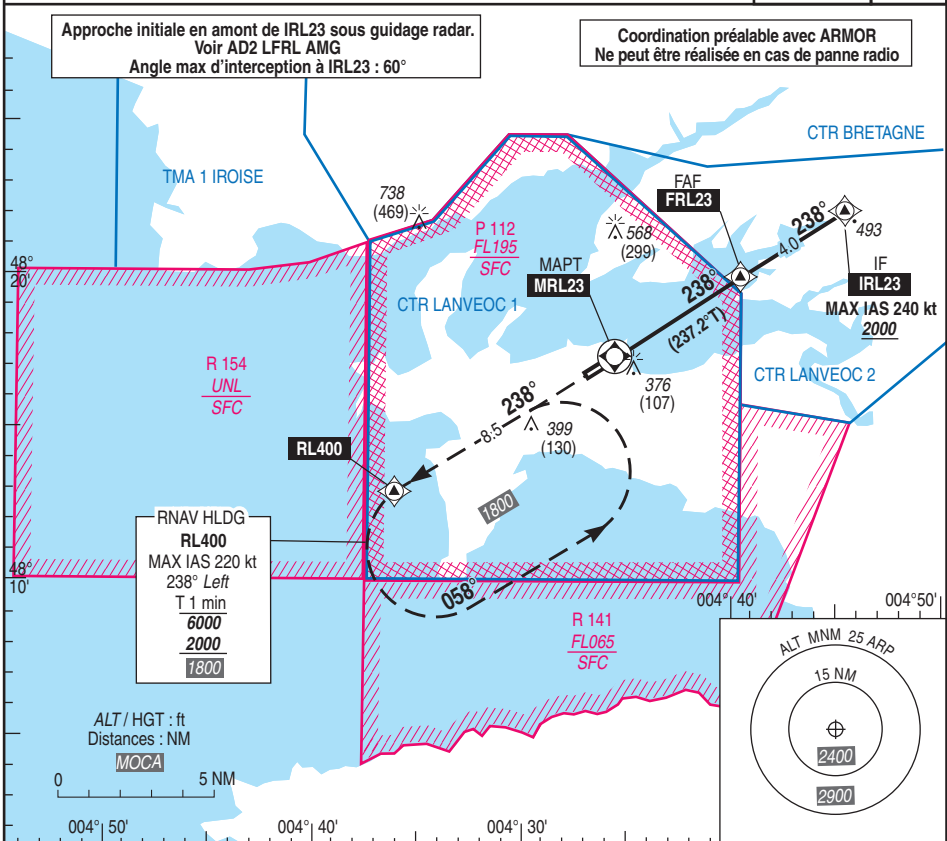 Approche initiale en amont de IRL23 sous guidage radar.
Voir AD2 LFRL AMG
Angle max d'interception à IRL23 : 60°
Coordination préalable avec ARMOR
Ne peut être réalisée en cas de panne radio
CTR BRETAGNE
TMA 1 IROISE
738
(469)
P 112
FL195
SFC
568
(299)
FAF
FRL23
238°
4.0
493
IF
IRL23
MAX IAS 240 kt
2000
48°
20'
CTR LANVEOC 1
MAPT
MRL23
238°
(237.2°T)
R 154
UNL
SFC
376
(107)
CTR LANVEOC 2
238°
8.5
399
(130)
RL400
1800
RNAV HLDG
RL400
MAX IAS 220 kt
238° Left
T 1 min
6000
2000
1800
48°
10'
058°
004° 40'
004° 50'
R 141
FL065
SFC
ALT MNM 25 ARP
15 NM
2400
2900
ALT / HGT : ft
Distances : NM
MOCA
0
5 NM
004° 50'
004° 40'
004° 30'